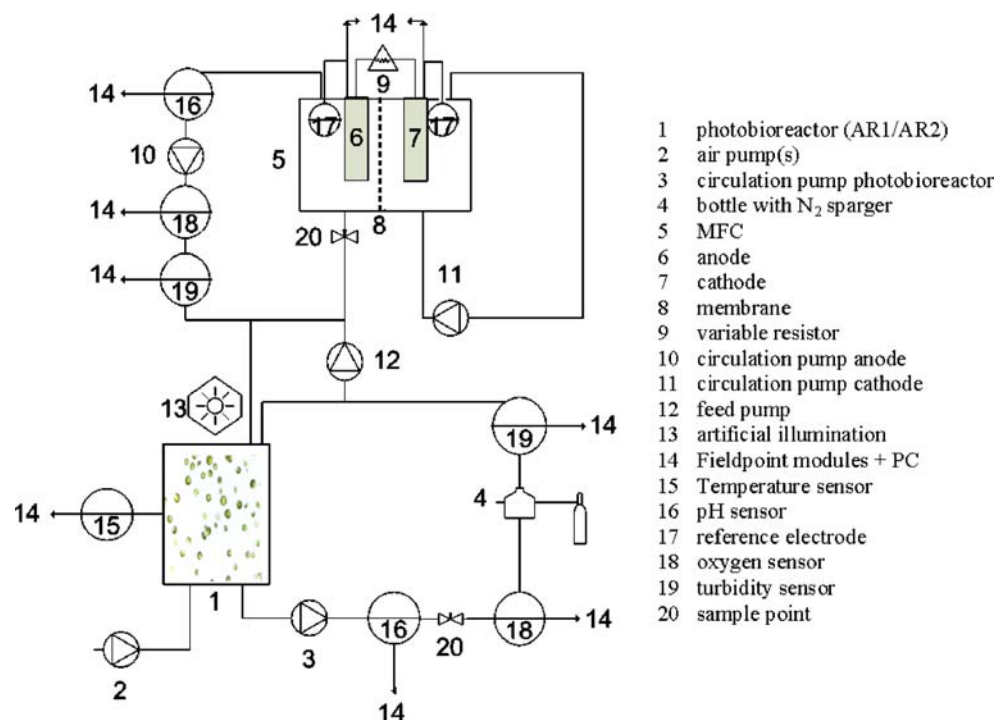 14
9
14
16
17
6
7
17
10
5
14
18
20
8
11
14
19
12
13
19
14
4
14
15
1
3
16
20
18
14
2
14
1 photobioreactor (AR1/AR2)
2 air pump(s)
3 circulation pump photobioreactor
4 bottle with N₂ sparger
5 MFC
6 anode
7 cathode
8 membrane
9 variable resistor
10 circulation pump anode
11 circulation pump cathode
12 feed pump
13 artificial illumination
14 Fieldpoint modules + PC
15 Temperature sensor
16 pH sensor
17 reference electrode
18 oxygen sensor
19 turbidity sensor
20 sample point